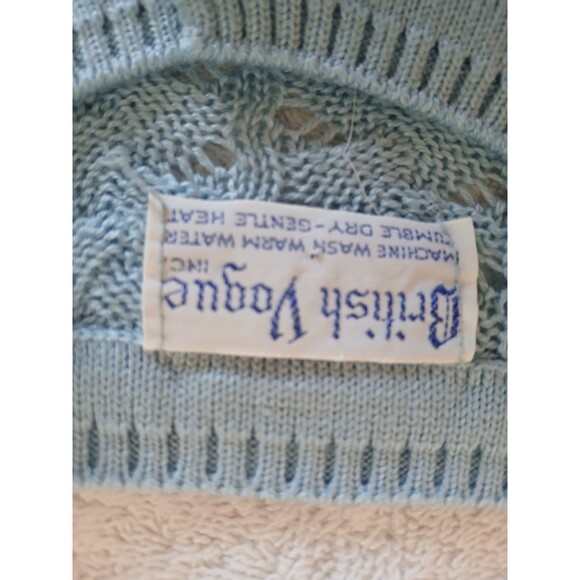 British Vogue
INC.
MACHINE WASH WARM WATER
TUMBLE DRY-GENTLE HEAT